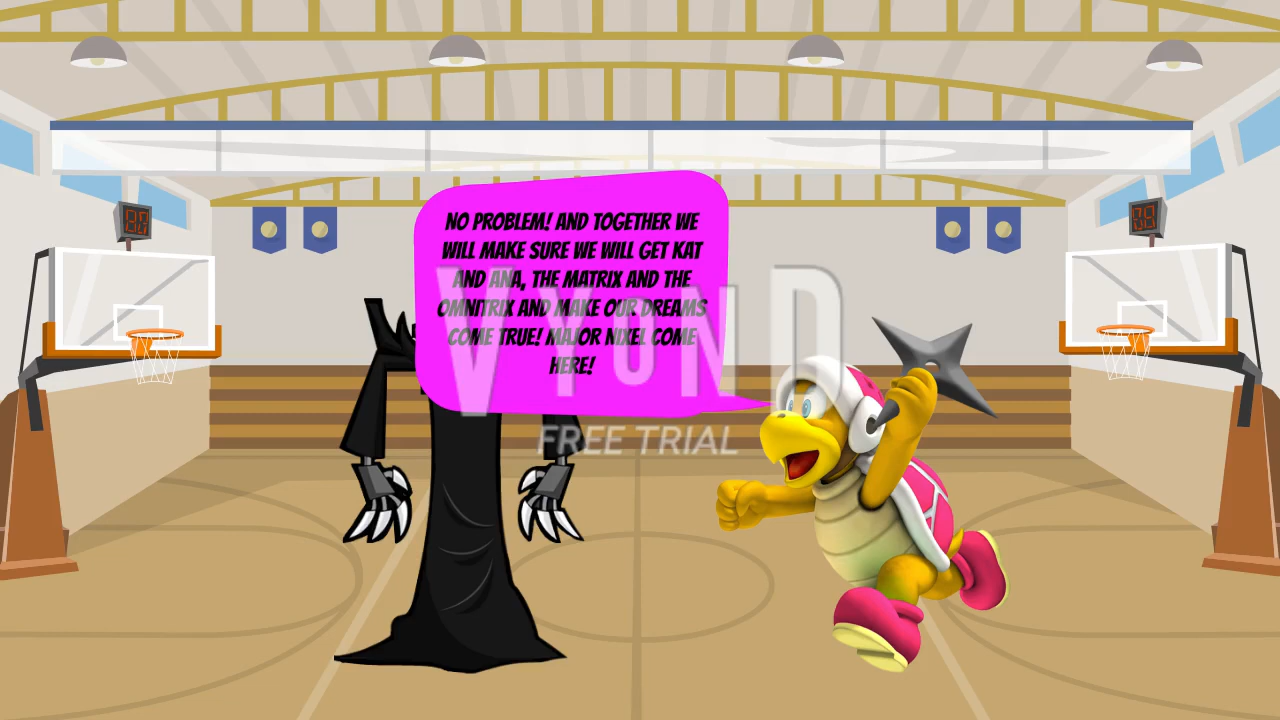 NO PROBLEM! AND TOGETHER WE
WILL MAKE SURE WE WILL GET KAT
AND ANA, THE MATRIX AND THE
OMNITRIX AND MAKE OUR DREAMS
COME TRUE! MAJOR NIXEL COME
HERE!
VYOND
FREE TRIAL